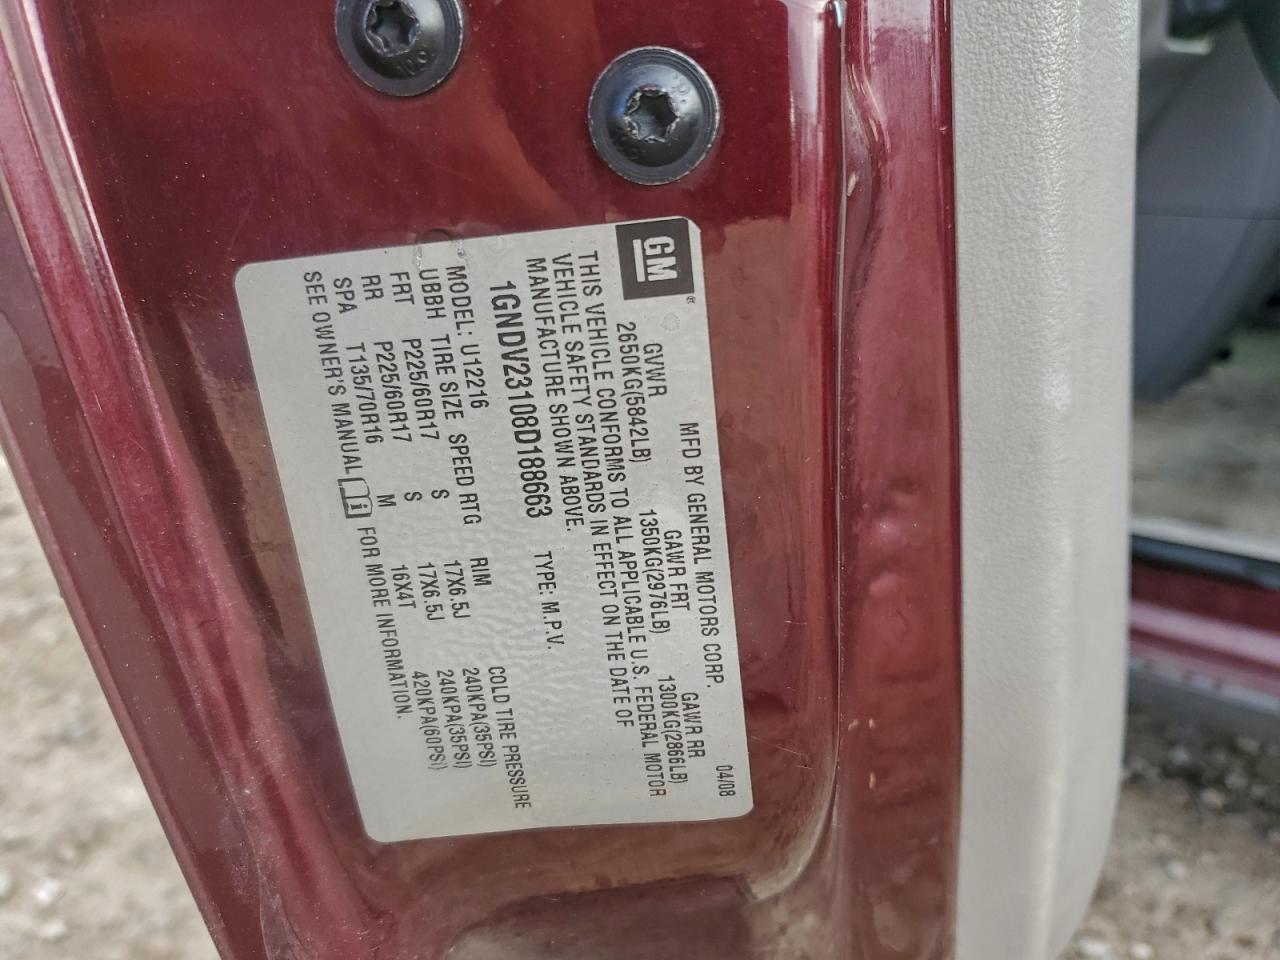 GM®
MFD BY GENERAL MOTORS CORP. 04/08
GVWR GAWR FRT GAWR RR
2650KG(5842LB) 1350KG(2976LB) 1300KG(2866LB)
THIS VEHICLE CONFORMS TO ALL APPLICABLE U.S. FEDERAL MOTOR
VEHICLE SAFETY STANDARDS IN EFFECT ON THE DATE OF
MANUFACTURE SHOWN ABOVE.
1GNDV23108D188663 TYPE: M.P.V.
MODEL: U12216
UBBH TIRE SIZE SPEED RTG RIM COLD TIRE PRESSURE
FRT P225/60R17 S 17X6.5J 240KPA(35PSI)
RR P225/60R17 S 17X6.5J 240KPA(35PSI)
SPA T135/70R16 M 16X4T 420KPA(60PSI)
SEE OWNER'S MANUAL FOR MORE INFORMATION.